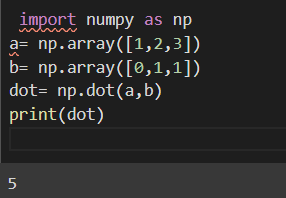 import numpy as np
a= np.array([1,2,3])
b= np.array([0,1,1])
dot= np.dot(a,b)
print(dot)
5